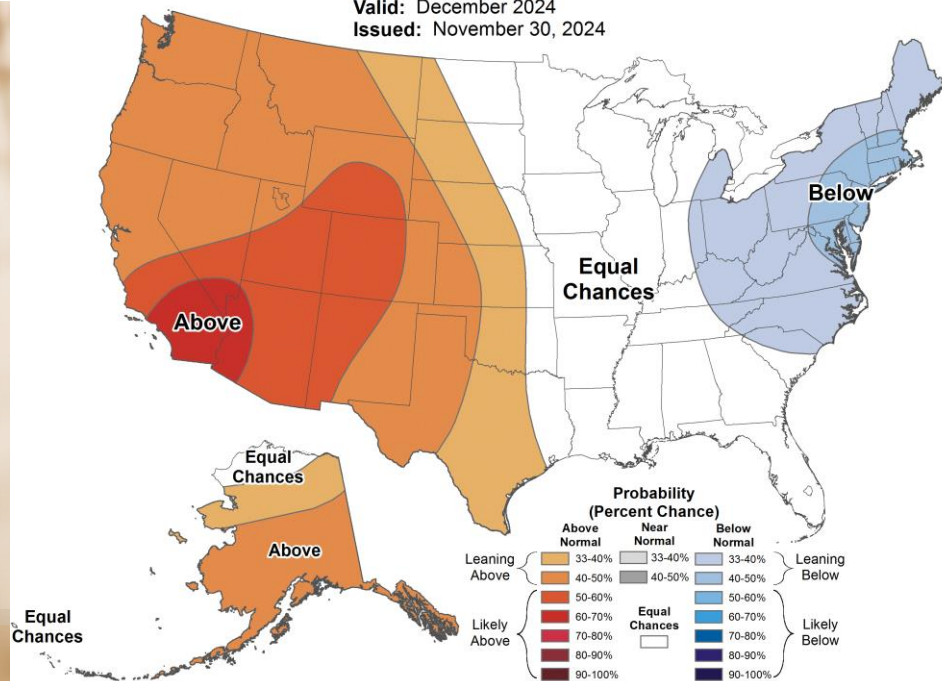 Valid: December 2024
Issued: November 30, 2024
Below
Equal
Chances
Above
Equal
Chances
Above
Equal
Chances
Probability
(Percent Chance)
Above
Normal
Near
Normal
Below
Normal
Leaning
Above
33-40%
33-40%
33-40%
Leaning
Below
40-50%
40-50%
40-50%
Likely
Above
50-60%
60-70%
70-80%
80-90%
90-100%
Equal
Chances
50-60%
60-70%
70-80%
80-90%
90-100%
Likely
Below